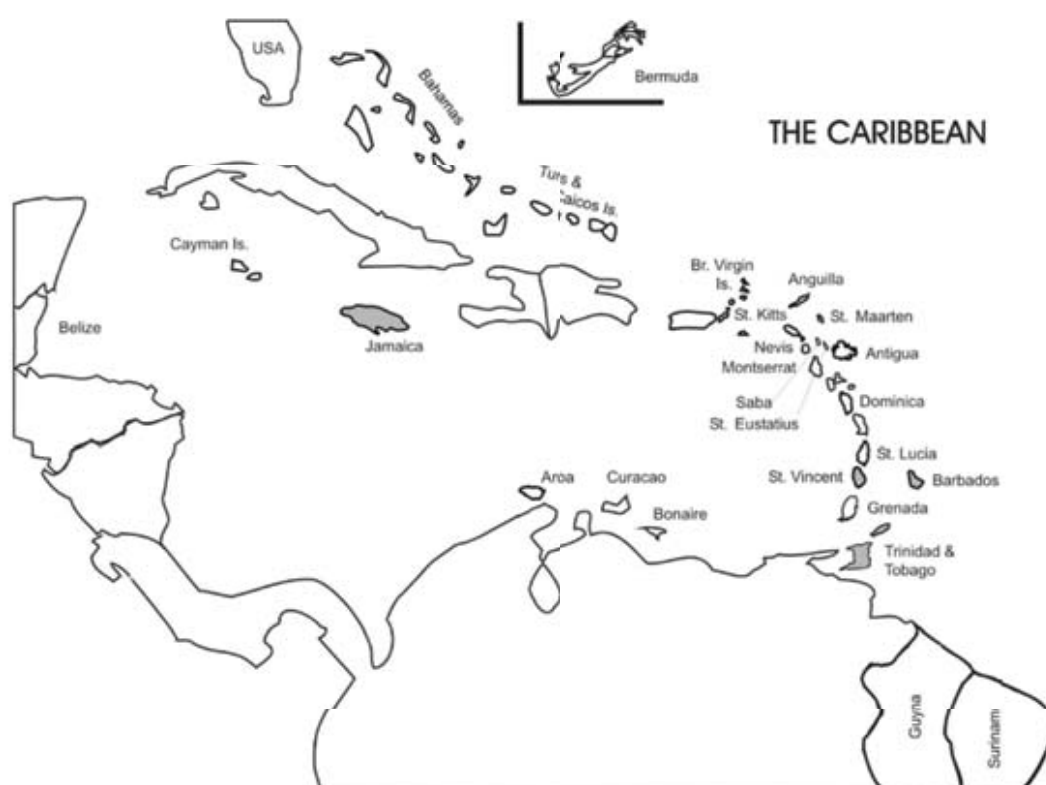 USA
Bahamas
Bermuda
THE CARIBBEAN
Turs &
aicos Is.
Cayman Is.
Br. Virgin
Is.
Anguilla
St. Kitts
St. Maarten
Belize
Jamaica
Nevis
Antigua
Montserrat
Saba
Dominica
St. Eustatius
St. Lucia
Aroa
Curacao
St. Vincent
Barbados
Bonaire
Grenada
Trinidad &
Tobago
Guyna
Surinam